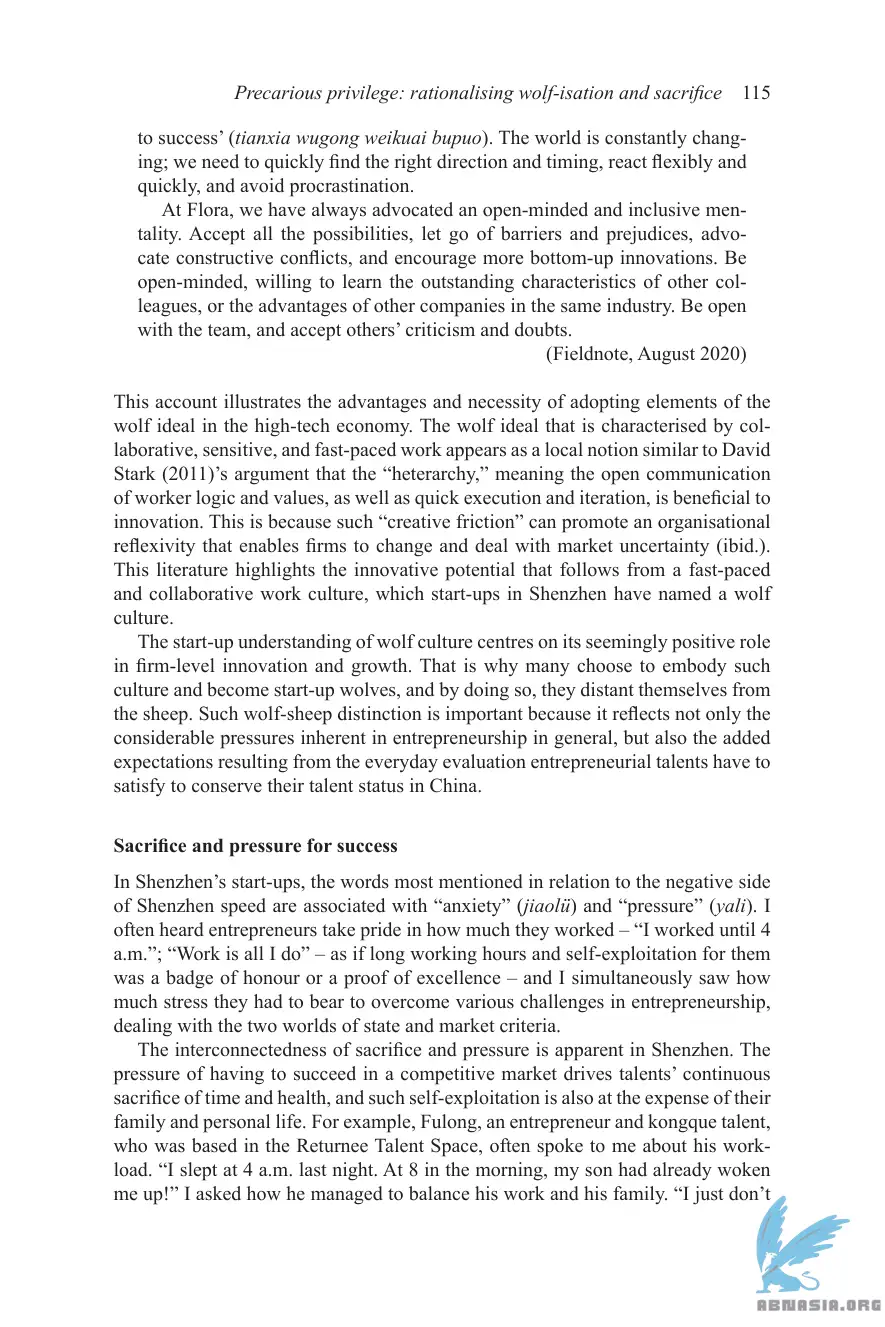 Precarious privilege: rationalising wolf-isation and sacrifice 115
to success’ (tianxia wugong weikuai bupuo). The world is constantly chang-
ing; we need to quickly find the right direction and timing, react flexibly and
quickly, and avoid procrastination.
At Flora, we have always advocated an open-minded and inclusive men-
tality. Accept all the possibilities, let go of barriers and prejudices, advo-
cate constructive conflicts, and encourage more bottom-up innovations. Be
open-minded, willing to learn the outstanding characteristics of other col-
leagues, or the advantages of other companies in the same industry. Be open
with the team, and accept others’ criticism and doubts.
(Fieldnote, August 2020)
This account illustrates the advantages and necessity of adopting elements of the
wolf ideal in the high-tech economy. The wolf ideal that is characterised by col-
laborative, sensitive, and fast-paced work appears as a local notion similar to David
Stark (2011)’s argument that the “heterarchy,” meaning the open communication
of worker logic and values, as well as quick execution and iteration, is beneficial to
innovation. This is because such “creative friction” can promote an organisational
reflexivity that enables firms to change and deal with market uncertainty (ibid.).
This literature highlights the innovative potential that follows from a fast-paced
and collaborative work culture, which start-ups in Shenzhen have named a wolf
culture.
The start-up understanding of wolf culture centres on its seemingly positive role
in firm-level innovation and growth. That is why many choose to embody such
culture and become start-up wolves, and by doing so, they distant themselves from
the sheep. Such wolf-sheep distinction is important because it reflects not only the
considerable pressures inherent in entrepreneurship in general, but also the added
expectations resulting from the everyday evaluation entrepreneurial talents have to
satisfy to conserve their talent status in China.
Sacrifice and pressure for success
In Shenzhen’s start-ups, the words most mentioned in relation to the negative side
of Shenzhen speed are associated with “anxiety” (jiaolü) and “pressure” (yali). I
often heard entrepreneurs take pride in how much they worked – “I worked until 4
a.m.”; “Work is all I do” – as if long working hours and self-exploitation for them
was a badge of honour or a proof of excellence – and I simultaneously saw how
much stress they had to bear to overcome various challenges in entrepreneurship,
dealing with the two worlds of state and market criteria.
The interconnectedness of sacrifice and pressure is apparent in Shenzhen. The
pressure of having to succeed in a competitive market drives talents’ continuous
sacrifice of time and health, and such self-exploitation is also at the expense of their
family and personal life. For example, Fulong, an entrepreneur and kongque talent,
who was based in the Returnee Talent Space, often spoke to me about his work-
load. “I slept at 4 a.m. last night. At 8 in the morning, my son had already woken
me up!” I asked how he managed to balance his work and his family. “I just don’t
ABNASIA.ORG